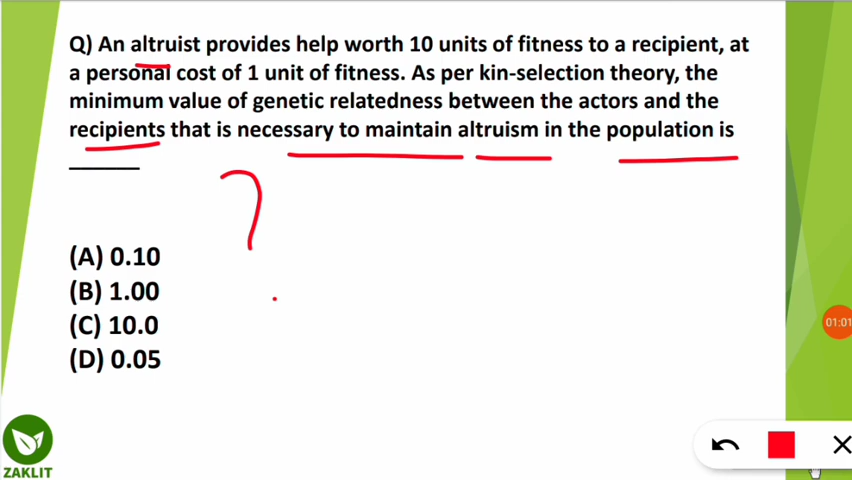 Q) An altruist provides help worth 10 units of fitness to a recipient, at
a personal cost of 1 unit of fitness. As per kin-selection theory, the
minimum value of genetic relatedness between the actors and the
recipients that is necessary to maintain altruism in the population is
______
?
(A) 0.10
(B) 1.00
(C) 10.0
(D) 0.05
01:01
ZAKLIT